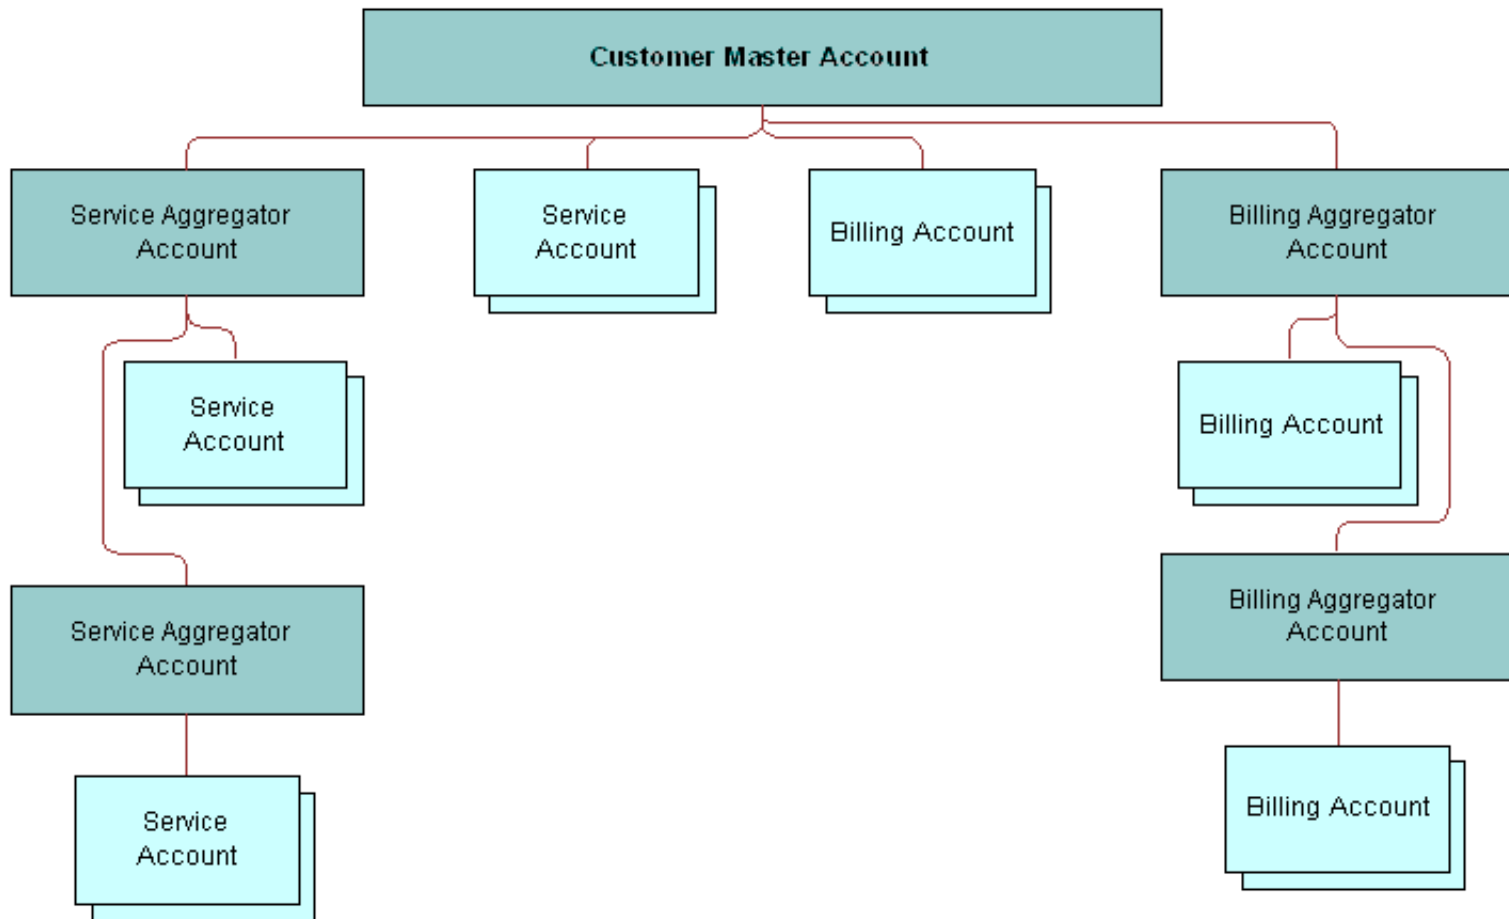 Customer Master Account
Service Aggregator
Account
Service
Account
Billing Account
Billing Aggregator
Account
Service
Account
Billing Account
Service Aggregator
Account
Billing Aggregator
Account
Service
Account
Billing Account